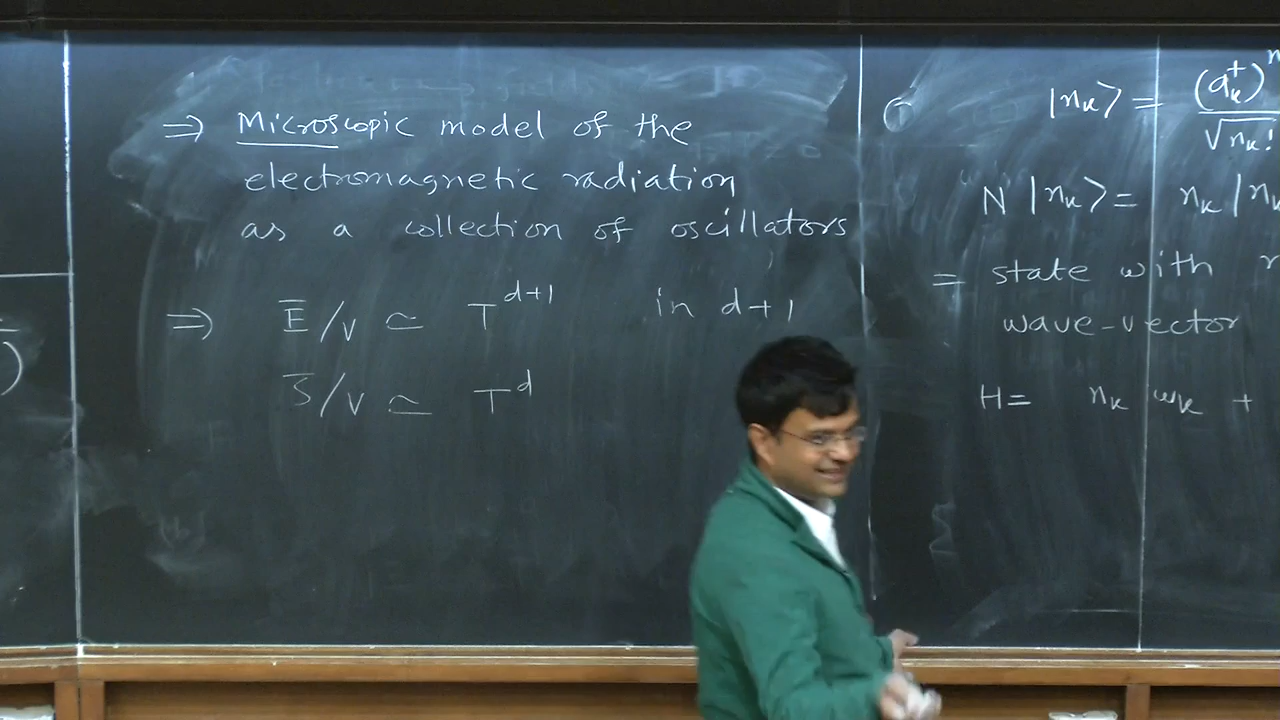 ⇒ Microscopic model of the
electromagnetic radiation
as a collection of oscillators
⇒ Ē/V ≃ T^{d+1} in d+1
S̄/V ≃ T^d
|n_k⟩ = (a_k^†)^n / √n_k!
N |n_k⟩ = n_k |n_k
= state with
wave-vector
H = n_k ω_k +